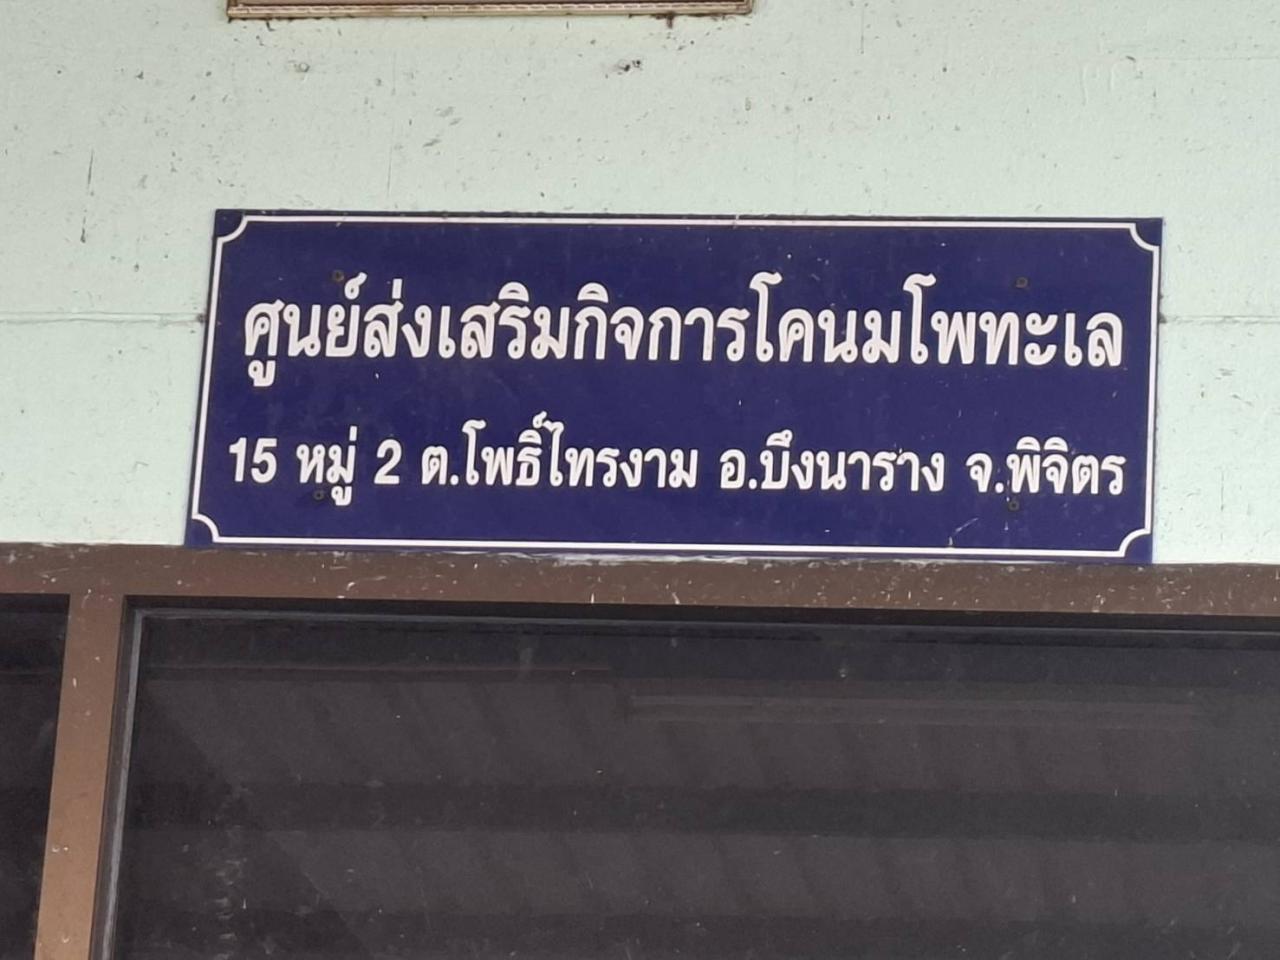 ศูนย์ส่งเสริมกิจการโคนมโพทะเล
15 หมู่ 2 ต.โพธิ์ไทรงาม อ.บึงนาราง จ.พิจิตร